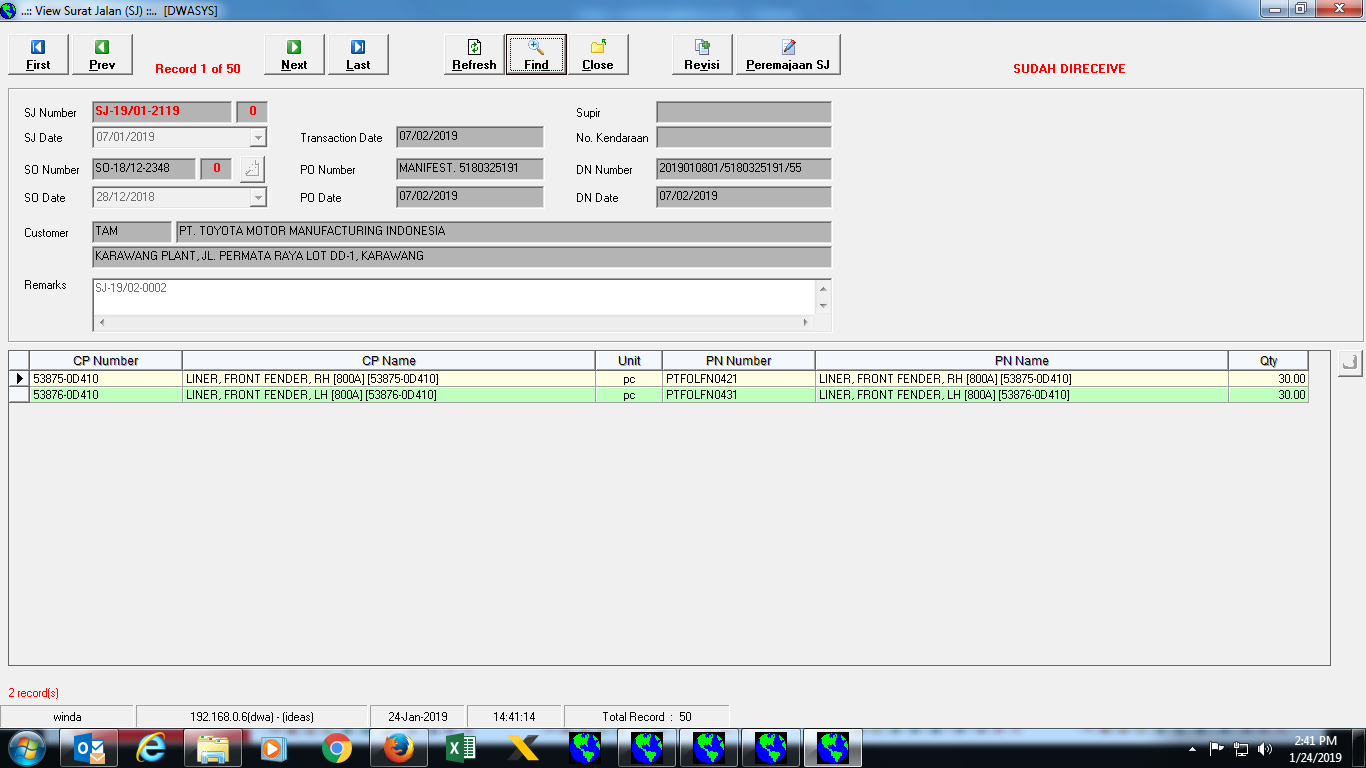 ..:: View Surat Jalan (SJ) ::.. [DWASYS]
First Prev Record 1 of 50 Next Last Refresh Find Close Revisi Peremajaan SJ SUDAH DIRECEIVE
SJ Number SJ-19/01-2119 0 Supir
SJ Date 07/01/2019 Transaction Date 07/02/2019 No. Kendaraan
SO Number SO-18/12-2348 0 PO Number MANIFEST. 5180325191 DN Number 2019010801/5180325191/55
SO Date 28/12/2018 PO Date 07/02/2019 DN Date 07/02/2019
Customer TAM PT. TOYOTA MOTOR MANUFACTURING INDONESIA
KARAWANG PLANT, JL. PERMATA RAYA LOT DD-1, KARAWANG
Remarks SJ-19/02-0002
CP Number CP Name Unit PN Number PN Name Qty
53875-0D410 LINER, FRONT FENDER, RH [800A] [53875-0D410] pc PTFOLFN0421 LINER, FRONT FENDER, RH [800A] [53875-0D410] 30.00
53876-0D410 LINER, FRONT FENDER, LH [800A] [53876-0D410] pc PTFOLFN0431 LINER, FRONT FENDER, LH [800A] [53876-0D410] 30.00
2 record(s)
winda 192.168.0.6(dwa) - (ideas) 24-Jan-2019 14:41:14 Total Record : 50
2:41 PM
1/24/2019